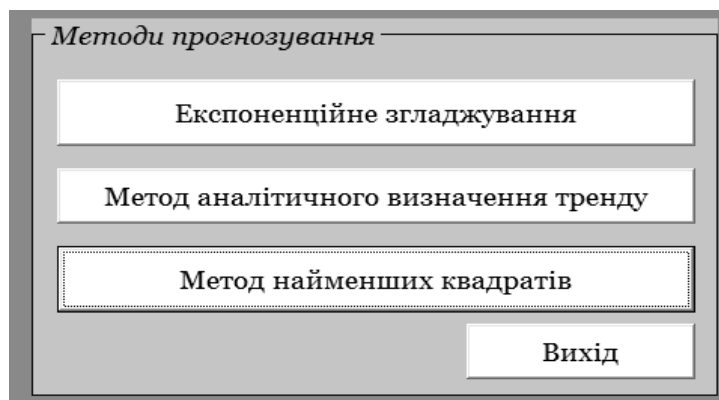 Методи прогнозування
Експоненційне згладжування
Метод аналітичного визначення тренду
Метод найменших квадратів
Вихід